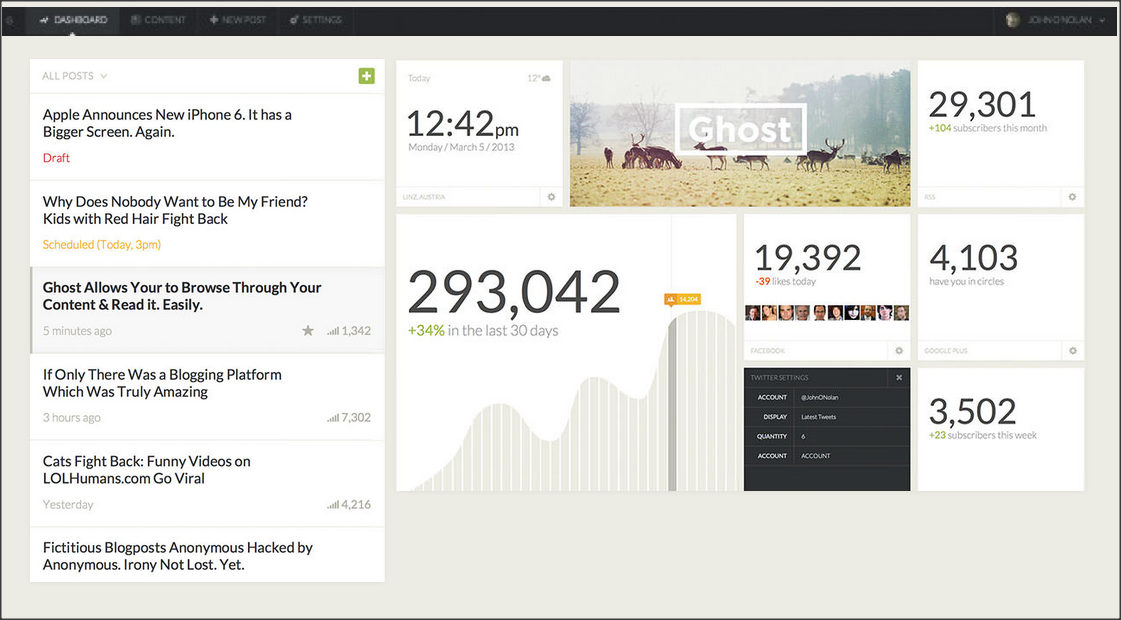 DASHBOARD
CONTENT
NEW POST
SETTINGS
JOHN O'NOLAN
ALL POSTS
Apple Announces New iPhone 6. It has a
Bigger Screen. Again.
Draft
Why Does Nobody Want to Be My Friend?
Kids with Red Hair Fight Back
Scheduled (Today, 3pm)
Ghost Allows Your to Browse Through Your
Content & Read it. Easily.
5 minutes ago
1,342
If Only There Was a Blogging Platform
Which Was Truly Amazing
3 hours ago
7,302
Cats Fight Back: Funny Videos on
LOLHumans.com Go Viral
Yesterday
4,216
Fictitious Blogposts Anonymous Hacked by
Anonymous. Irony Not Lost. Yet.
Today
12°
12:42pm
Monday / March 5 / 2013
LINZ, AUSTRIA
Ghost
29,301
+104 subscribers this month
RSS
293,042
+34% in the last 30 days
14,204
19,392
-39 likes today
FACEBOOK
4,103
have you in circles
GOOGLE PLUS
TWITTER SETTINGS
ACCOUNT @JohnONolan
DISPLAY Latest Tweets
QUANTITY 6
ACCOUNT ACCOUNT
3,502
+23 subscribers this week